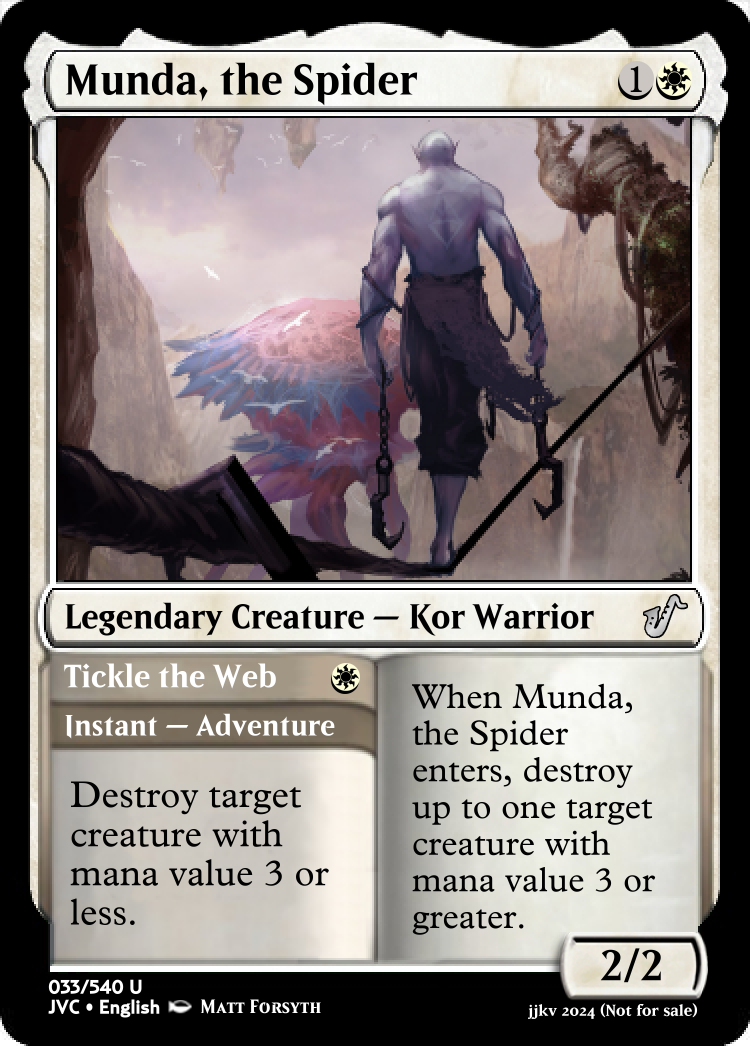 Munda, the Spider
1
Legendary Creature — Kor Warrior
Tickle the Web
Instant — Adventure
Destroy target
creature with
mana value 3 or
less.
When Munda,
the Spider
enters, destroy
up to one target
creature with
mana value 3 or
greater.
2/2
033/540 U
JVC • English Matt Forsyth
jjkv 2024 (Not for sale)